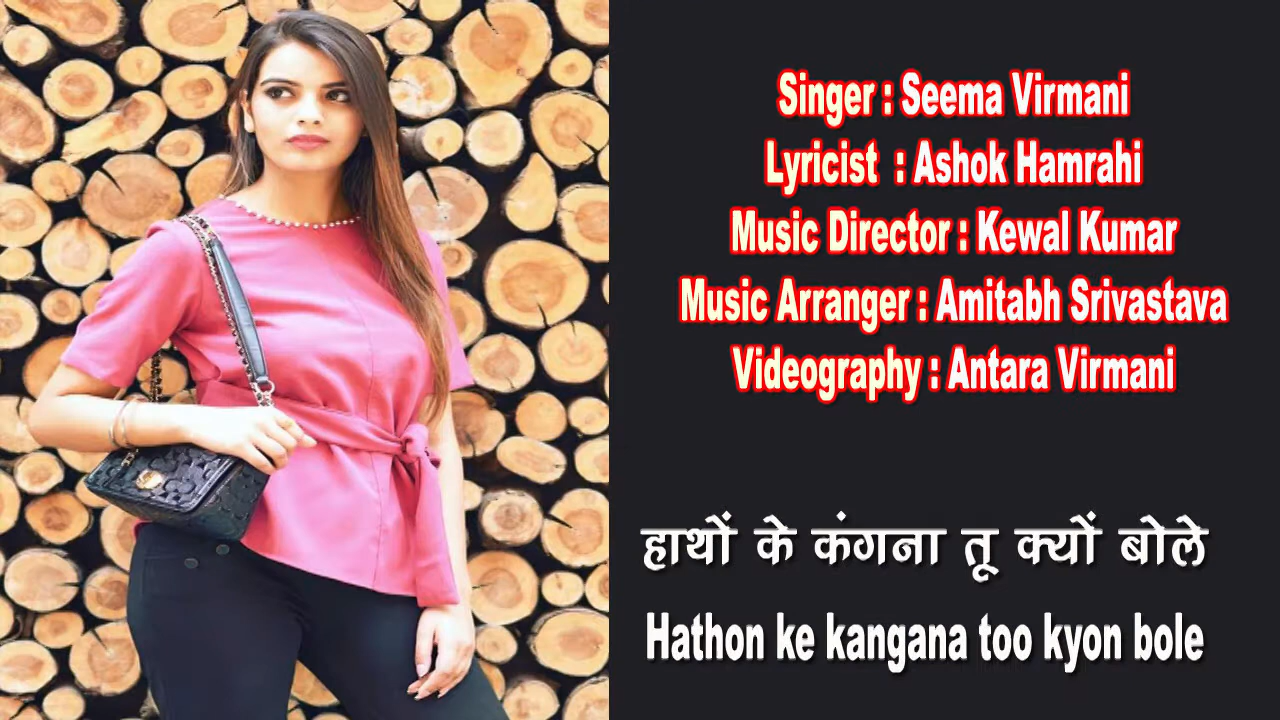 Singer : Seema Virmani
Lyricist : Ashok Hamrahi
Music Director : Kewal Kumar
Music Arranger : Amitabh Srivastava
Videography : Antara Virmani
हाथों के कंगना तू क्यों बोले
Hathon ke kangana too kyon bole